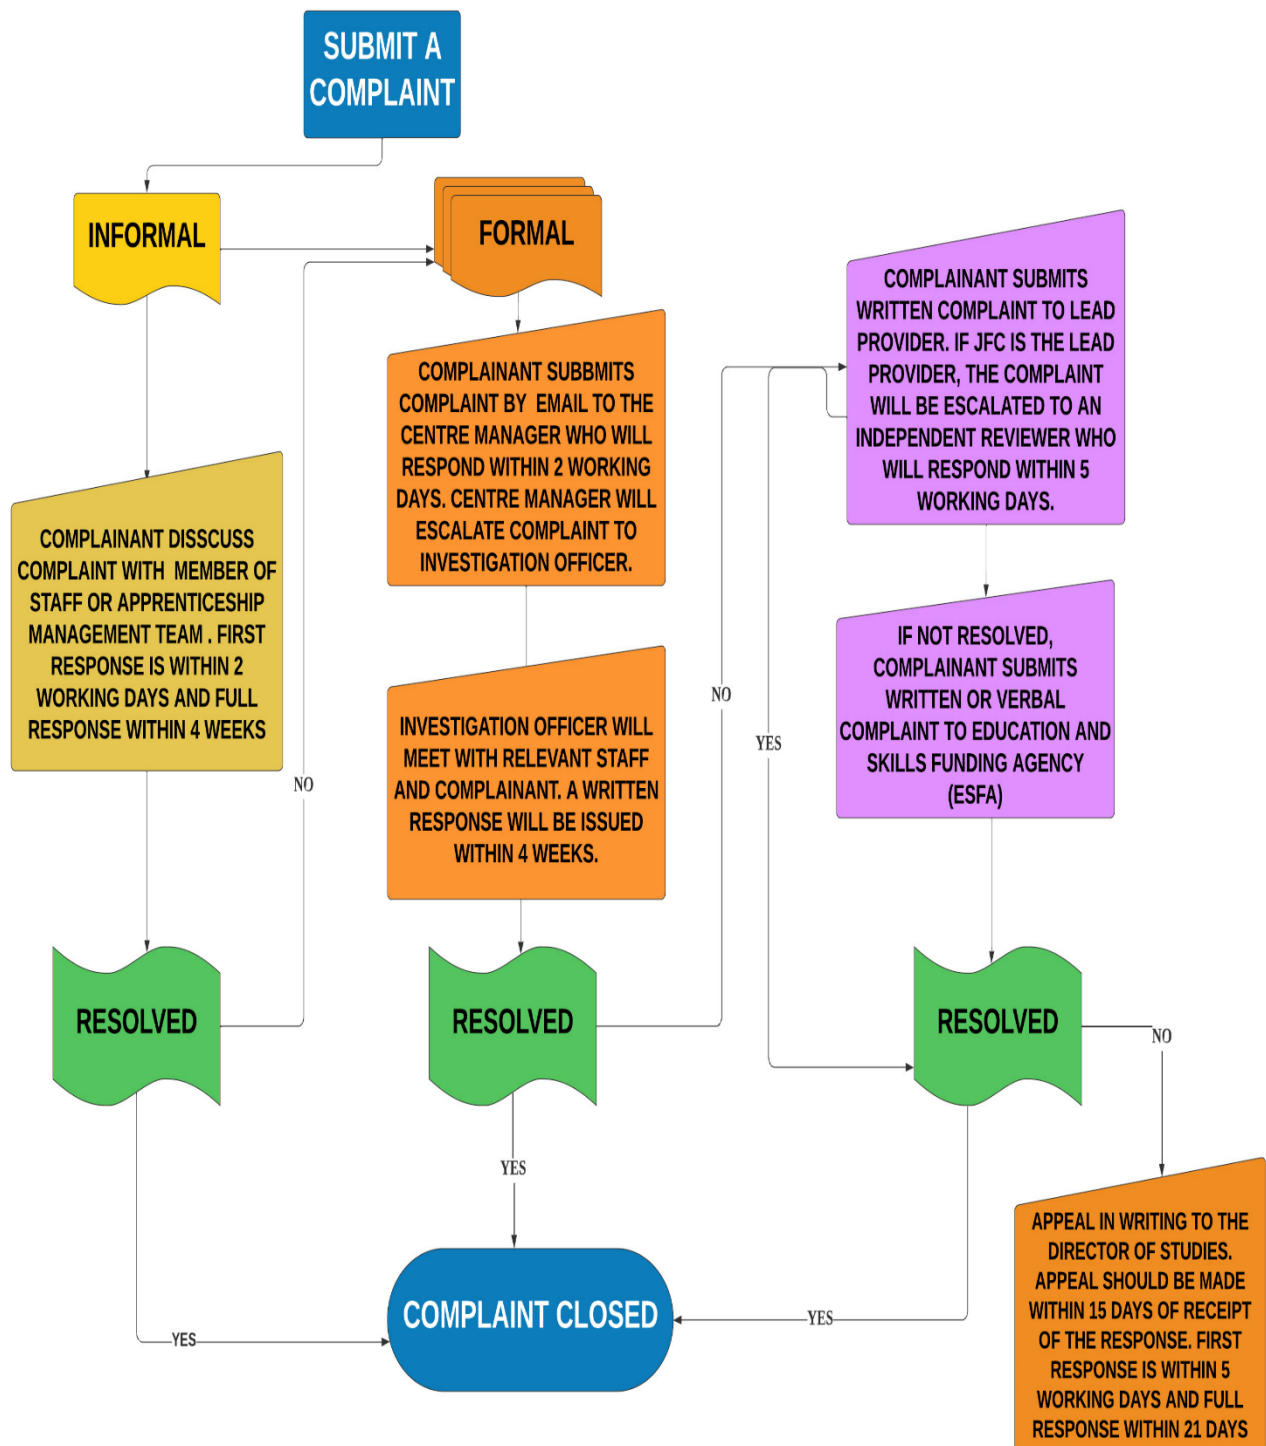 SUBMIT A
COMPLAINT
INFORMAL
FORMAL
COMPLAINANT DISSCUSS
COMPLAINT WITH MEMBER OF
STAFF OR APPRENTICESHIP
MANAGEMENT TEAM . FIRST
RESPONSE IS WITHIN 2
WORKING DAYS AND FULL
RESPONSE WITHIN 4 WEEKS
NO
RESOLVED
YES
COMPLAINANT SUBBMITS
COMPLAINT BY EMAIL TO THE
CENTRE MANAGER WHO WILL
RESPOND WITHIN 2 WORKING
DAYS. CENTRE MANAGER WILL
ESCALATE COMPLAINT TO
INVESTIGATION OFFICER.
INVESTIGATION OFFICER WILL
MEET WITH RELEVANT STAFF
AND COMPLAINANT. A WRITTEN
RESPONSE WILL BE ISSUED
WITHIN 4 WEEKS.
RESOLVED
NO
YES
COMPLAINT CLOSED
COMPLAINANT SUBMITS
WRITTEN COMPLAINT TO LEAD
PROVIDER. IF JFC IS THE LEAD
PROVIDER, THE COMPLAINT
WILL BE ESCALATED TO AN
INDEPENDENT REVIEWER WHO
WILL RESPOND WITHIN 5
WORKING DAYS.
YES
IF NOT RESOLVED,
COMPLAINANT SUBMITS
WRITTEN OR VERBAL
COMPLAINT TO EDUCATION AND
SKILLS FUNDING AGENCY
(ESFA)
RESOLVED
NO
YES
APPEAL IN WRITING TO THE
DIRECTOR OF STUDIES.
APPEAL SHOULD BE MADE
WITHIN 15 DAYS OF RECEIPT
OF THE RESPONSE. FIRST
RESPONSE IS WITHIN 5
WORKING DAYS AND FULL
RESPONSE WITHIN 21 DAYS